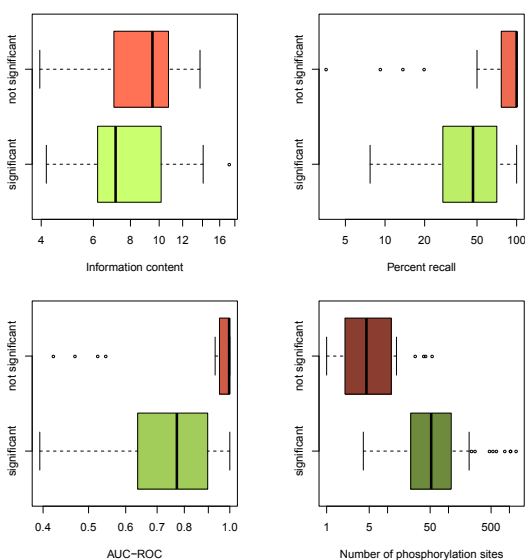 not significant
significant
4 6 8 10 12 16
Information content
not significant
significant
5 10 20 50 100
Percent recall
not significant
significant
0.4 0.5 0.6 0.7 0.8 1.0
AUC−ROC
not significant
significant
1 5 50 500
Number of phosphorylation sites